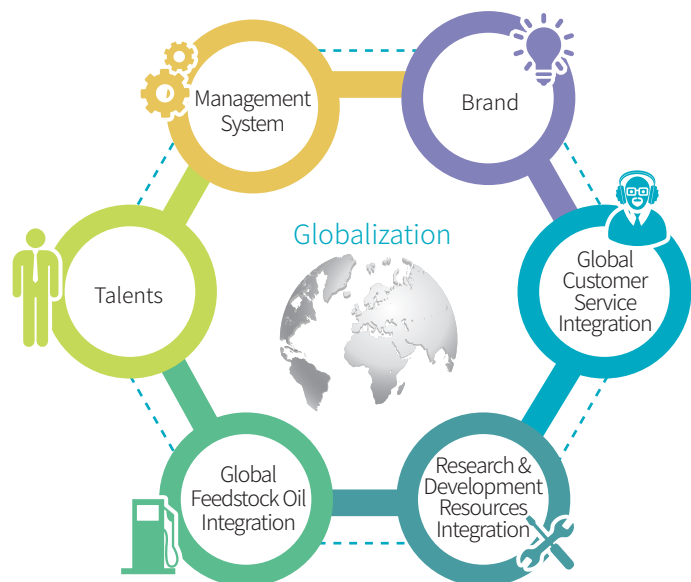 Management
System
Brand
Globalization
Talents
Global
Customer
Service
Integration
Global
Feedstock Oil
Integration
Research &
Development
Resources
Integration